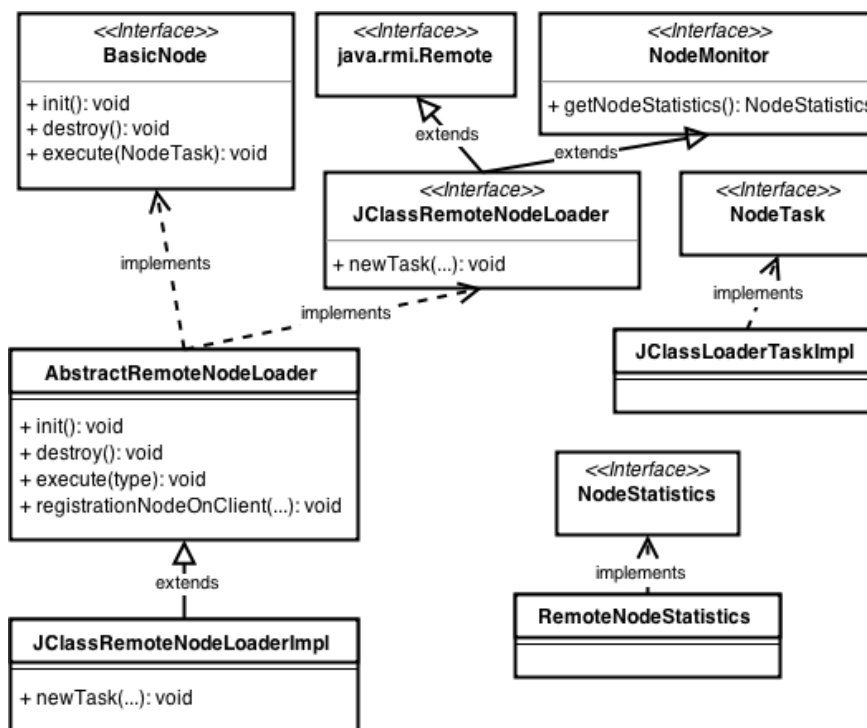 <<Interface>>
BasicNode
+ init(): void
+ destroy(): void
+ execute(NodeTask): void
<<Interface>>
java.rmi.Remote
<<Interface>>
NodeMonitor
+ getNodeStatistics(): NodeStatistics
extends
extends
<<Interface>>
JClassRemoteNodeLoader
+ newTask(...): void
<<Interface>>
NodeTask
implements
implements
implements
AbstractRemoteNodeLoader
+ init(): void
+ destroy(): void
+ execute(type): void
+ registrationNodeOnClient(...): void
JClassLoaderTaskImpl
<<Interface>>
NodeStatistics
implements
RemoteNodeStatistics
extends
JClassRemoteNodeLoaderImpl
+ newTask(...): void